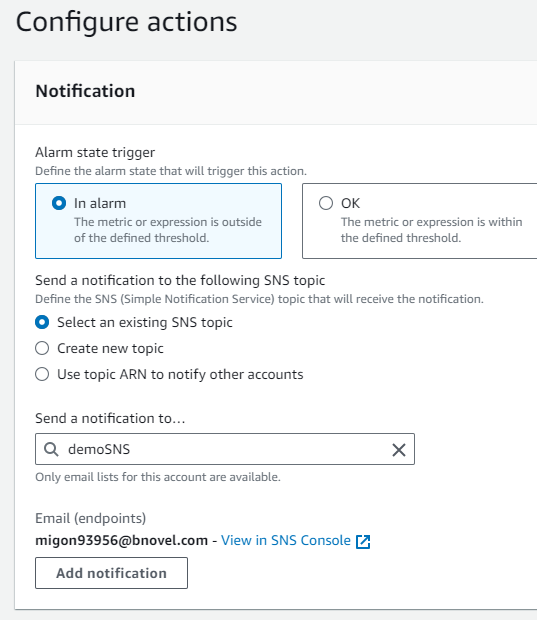 Configure actions
Notification
Alarm state trigger
Define the alarm state that will trigger this action.
In alarm
The metric or expression is outside
of the defined threshold.
OK
The metric or expression is within
the defined threshold.
Send a notification to the following SNS topic
Define the SNS (Simple Notification Service) topic that will receive the notification.
Select an existing SNS topic
Create new topic
Use topic ARN to notify other accounts
Send a notification to…
demoSNS
Only email lists for this account are available.
Email (endpoints)
migon93956@bnovel.com - View in SNS Console
Add notification